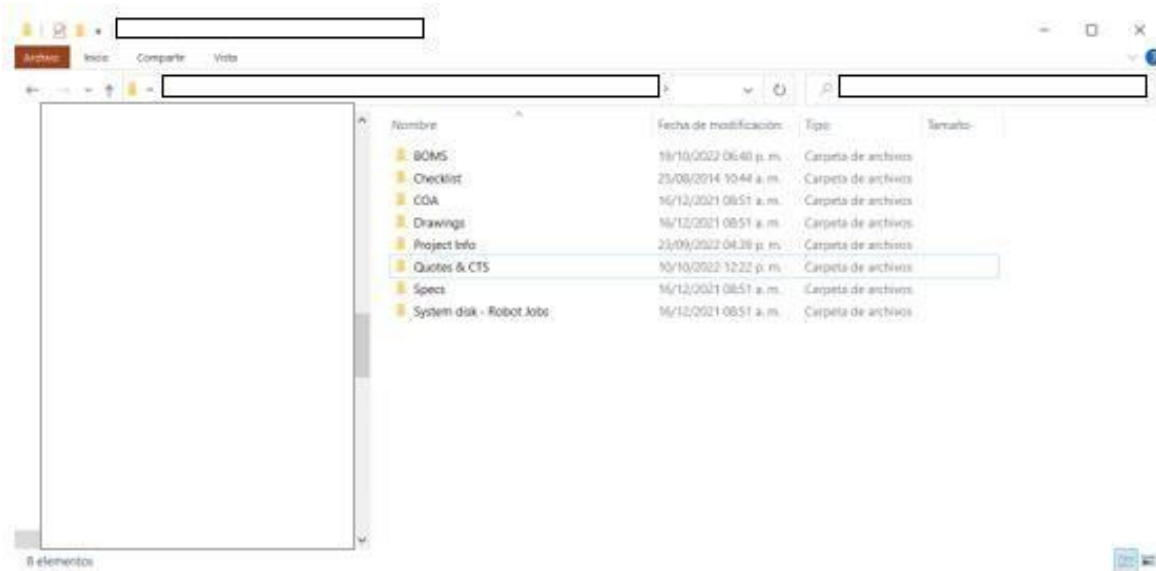 Archivo Inicio Compartir Vista
Nombre Fecha de modificación Tipo Tamaño
BOMS 19/10/2022 06:40 p. m. Carpeta de archivos
Checklist 25/08/2014 10:44 a. m. Carpeta de archivos
COA 16/12/2021 08:51 a. m. Carpeta de archivos
Drawings 16/12/2021 08:51 a. m. Carpeta de archivos
Project Info 23/09/2022 04:39 p. m. Carpeta de archivos
Quotes & CTS 10/10/2022 12:22 p. m. Carpeta de archivos
Specs 16/12/2021 08:51 a. m. Carpeta de archivos
System disk - Robot Jobs 16/12/2021 08:51 a. m. Carpeta de archivos
8 elementos